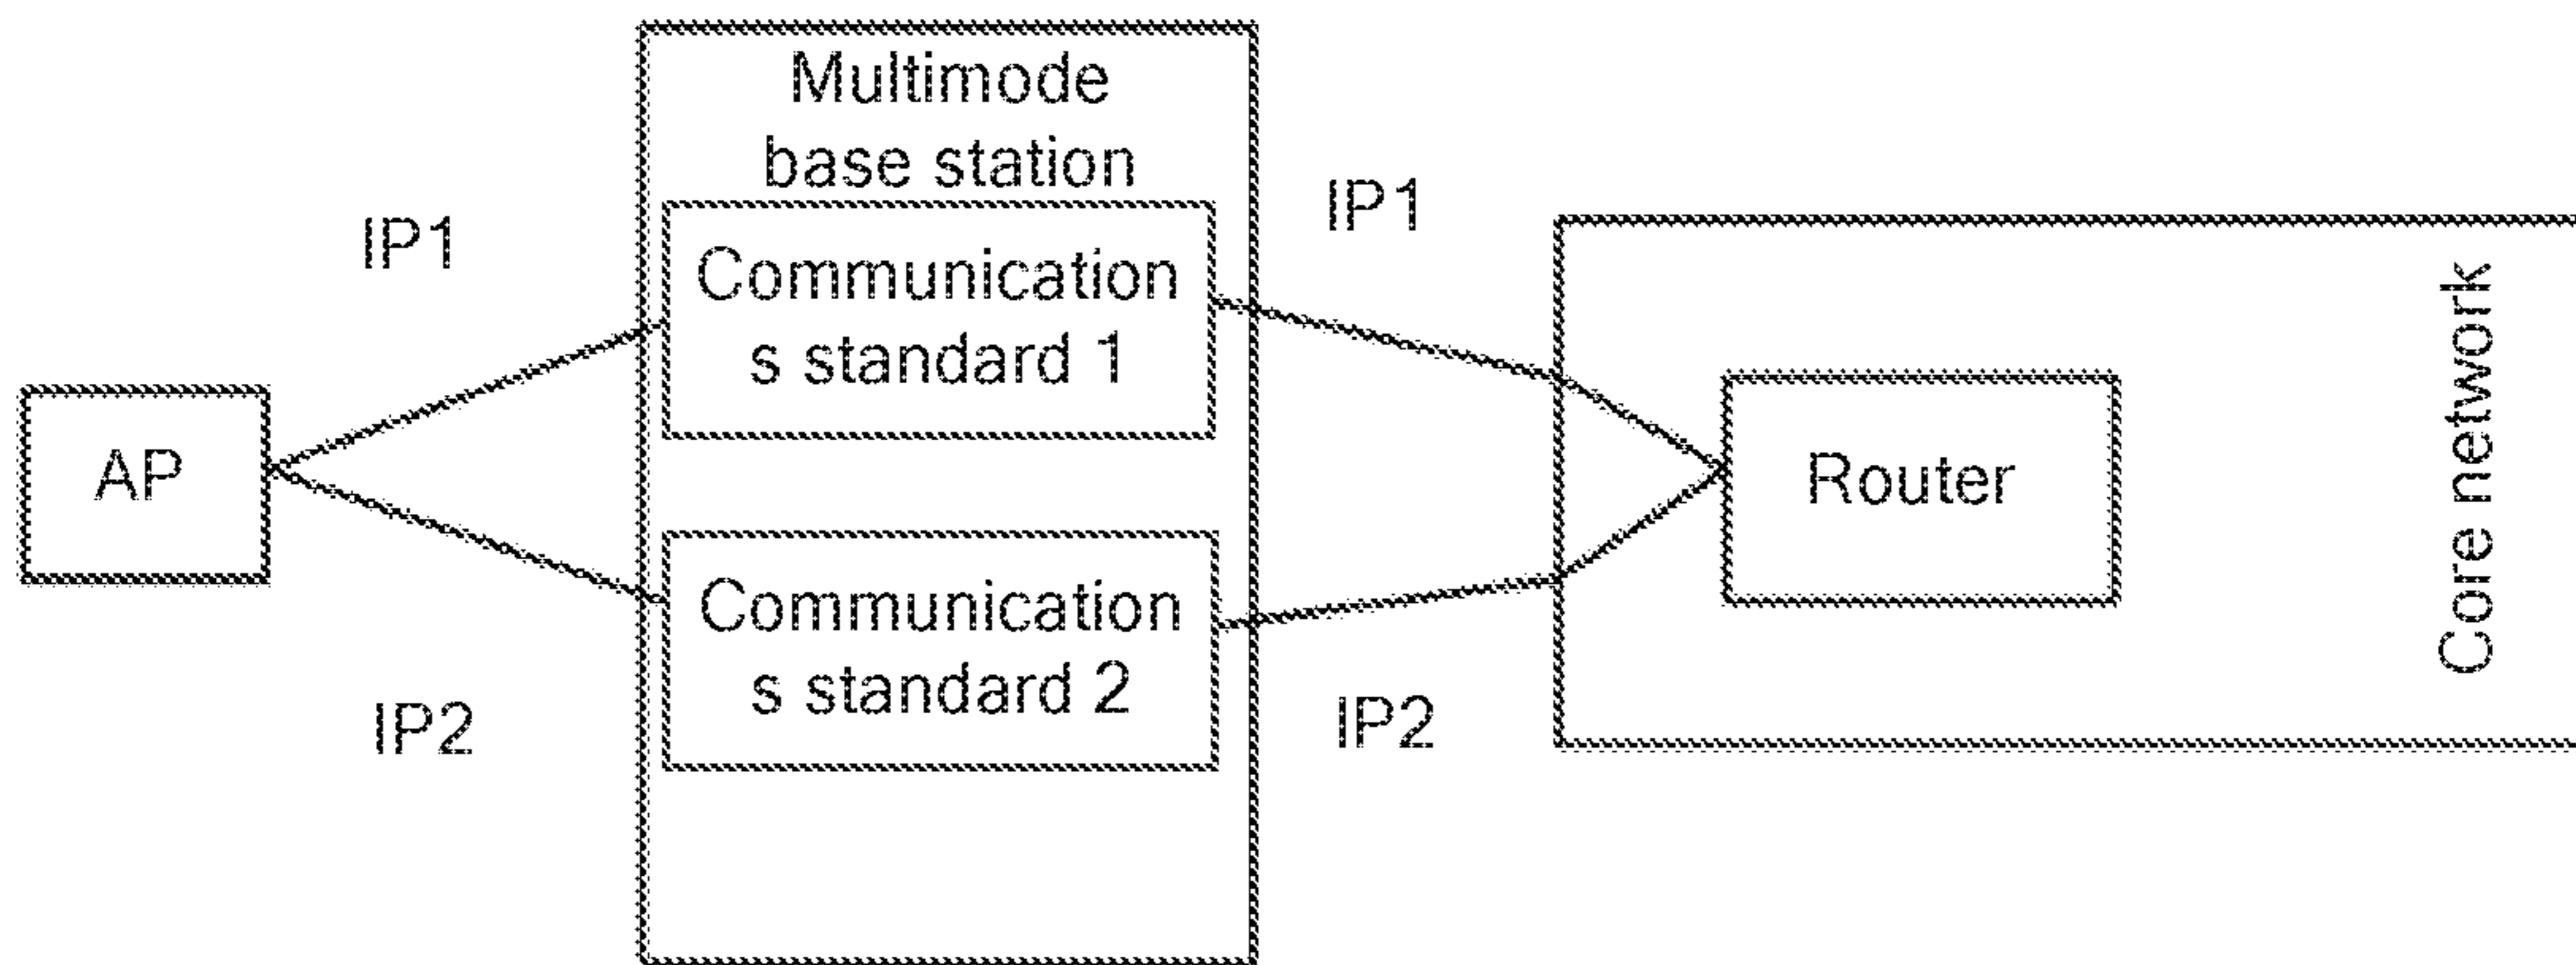 Multimode
base station
IP1
IP1
Communication
s standard 1
AP
Router
Core network
Communication
s standard 2
IP2
IP2